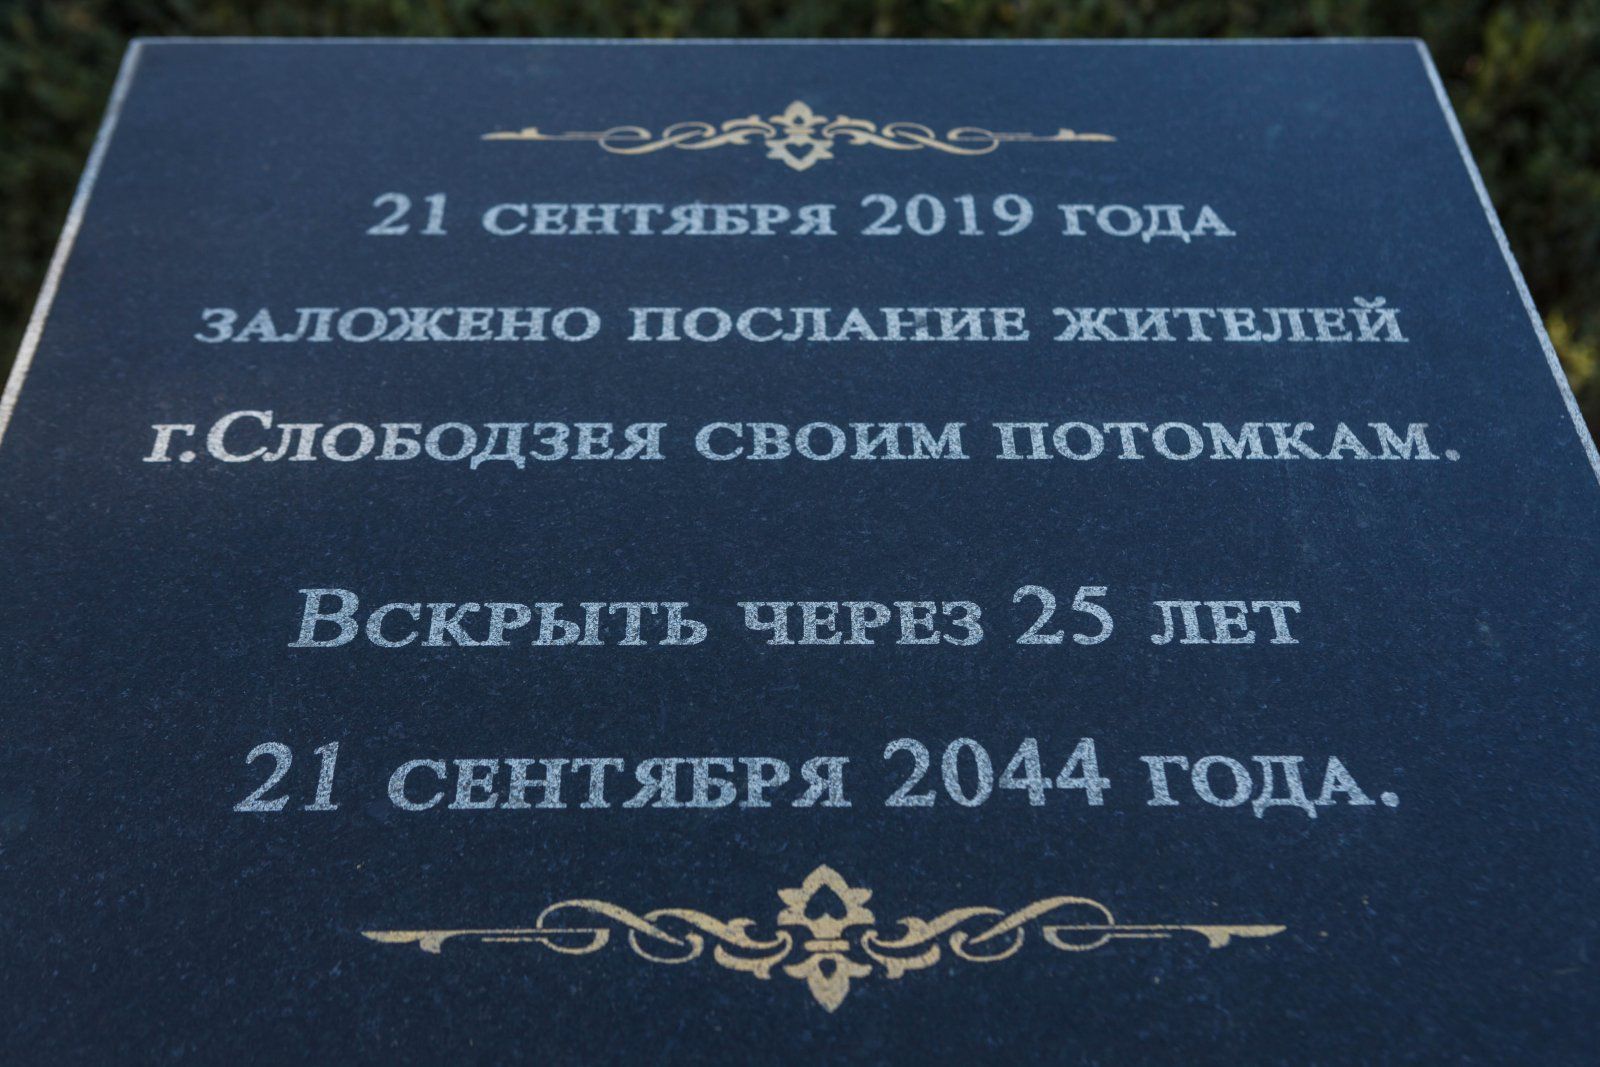 21 СЕНТЯБРЯ 2019 ГОДА
ЗАЛОЖЕНО ПОСЛАНИЕ ЖИТЕЛЕЙ
г.СЛОБОДЗЕЯ СВОИМ ПОТОМКАМ.
ВСКРЫТЬ ЧЕРЕЗ 25 ЛЕТ
21 СЕНТЯБРЯ 2044 ГОДА.